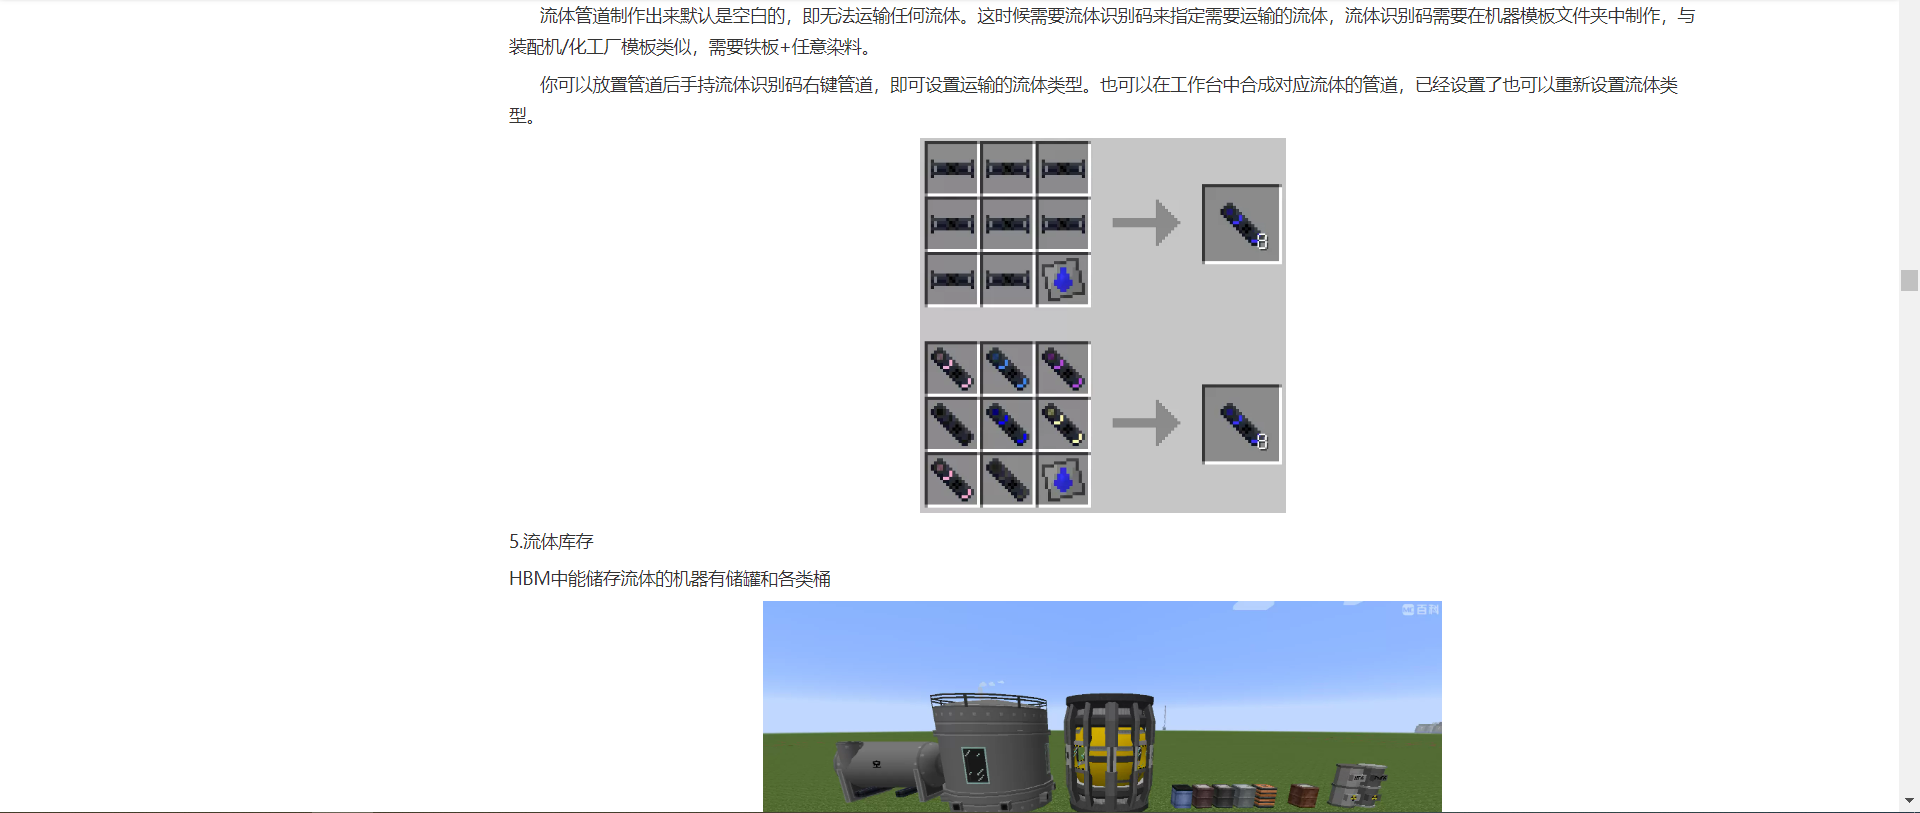 流体管道制作出来默认是空白的，即无法运输任何流体。这时候需要流体识别码来指定需要运输的流体，流体识别码需要在机器模板文件夹中制作，与
装配机/化工厂模板类似，需要铁板+任意染料。
你可以放置管道后手持流体识别码右键管道，即可设置运输的流体类型。也可以在工作台中合成对应流体的管道，已经设置了也可以重新设置流体类
型。
8
8
5.流体库存
HBM中能储存流体的机器有储罐和各类桶
MC百科